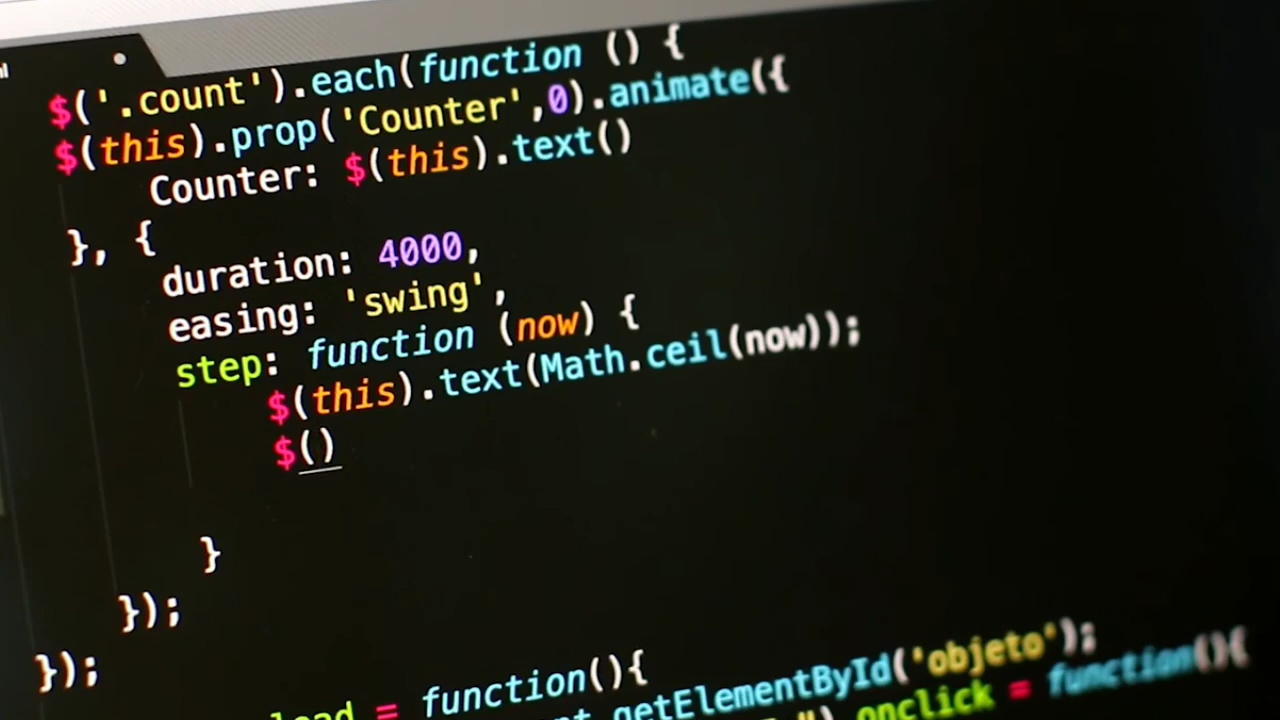 $('.count').each(function () {
$(this).prop('Counter',0).animate({
Counter: $(this).text()
}, {
duration: 4000,
easing: 'swing',
step: function (now) {
$(this).text(Math.ceil(now));
$()
}
});
});
= function(){
getElementById('objeto');
onclick = function(){